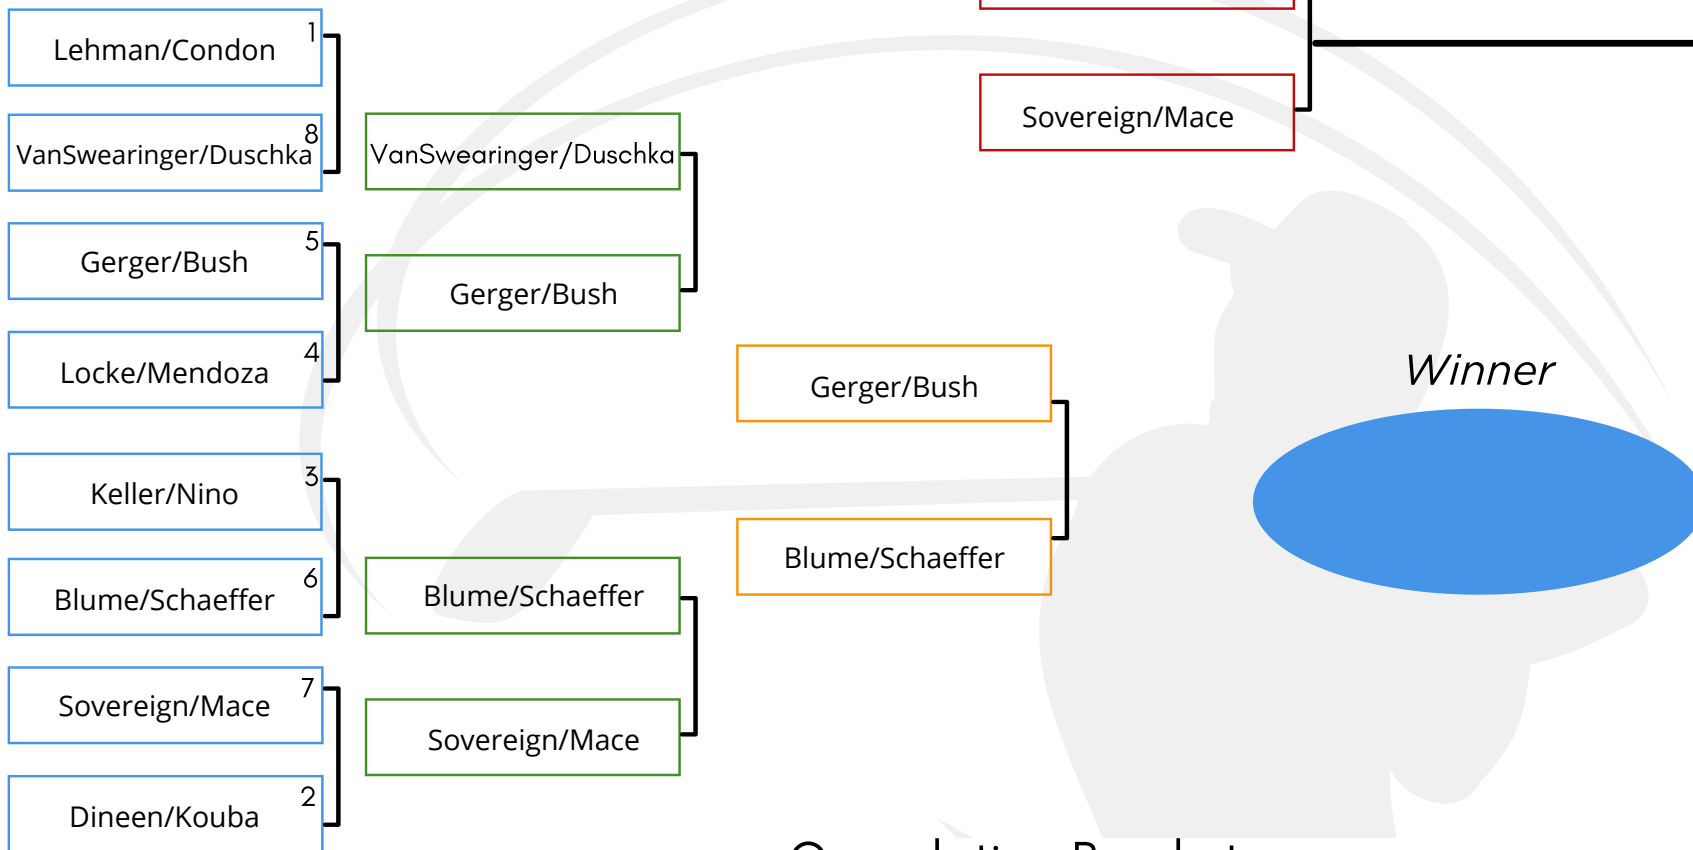 Lehman/Condon
1
VanSwearinger/Duschka
8
Gerger/Bush
5
Locke/Mendoza
4
Keller/Nino
3
Blume/Schaeffer
6
Sovereign/Mace
7
Dineen/Kouba
2
VanSwearinger/Duschka
Gerger/Bush
Blume/Schaeffer
Sovereign/Mace
Gerger/Bush
Blume/Schaeffer
Sovereign/Mace
Winner